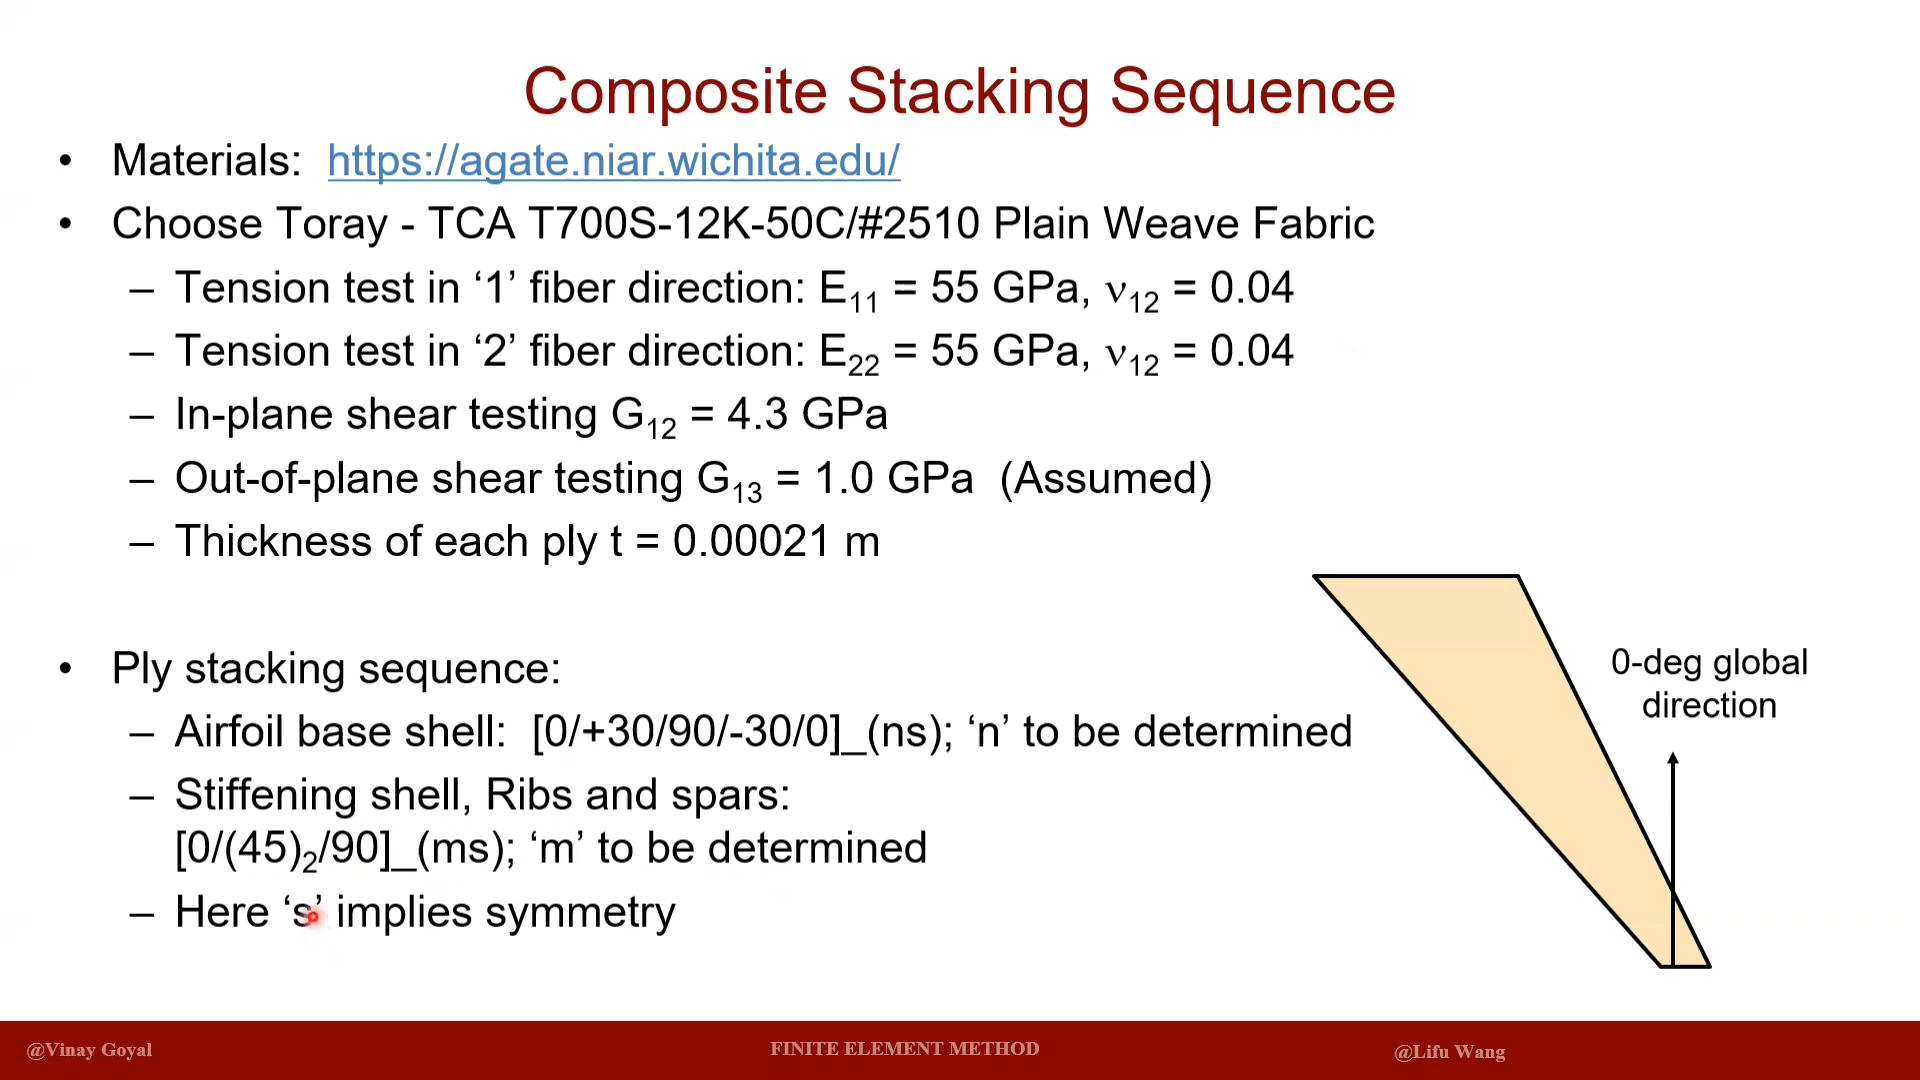 Composite Stacking Sequence
• Materials: https://agate.niar.wichita.edu/
• Choose Toray - TCA T700S-12K-50C/#2510 Plain Weave Fabric
– Tension test in ‘1’ fiber direction: E11 = 55 GPa, ν12 = 0.04
– Tension test in ‘2’ fiber direction: E22 = 55 GPa, ν12 = 0.04
– In-plane shear testing G12 = 4.3 GPa
– Out-of-plane shear testing G13 = 1.0 GPa (Assumed)
– Thickness of each ply t = 0.00021 m
• Ply stacking sequence:
– Airfoil base shell: [0/+30/90/-30/0]_(ns); ‘n’ to be determined
– Stiffening shell, Ribs and spars:
[0/(45)2/90]_(ms); ‘m’ to be determined
– Here ‘s’ implies symmetry
0-deg global
direction
@Vinay Goyal
FINITE ELEMENT METHOD
@Lifu Wang